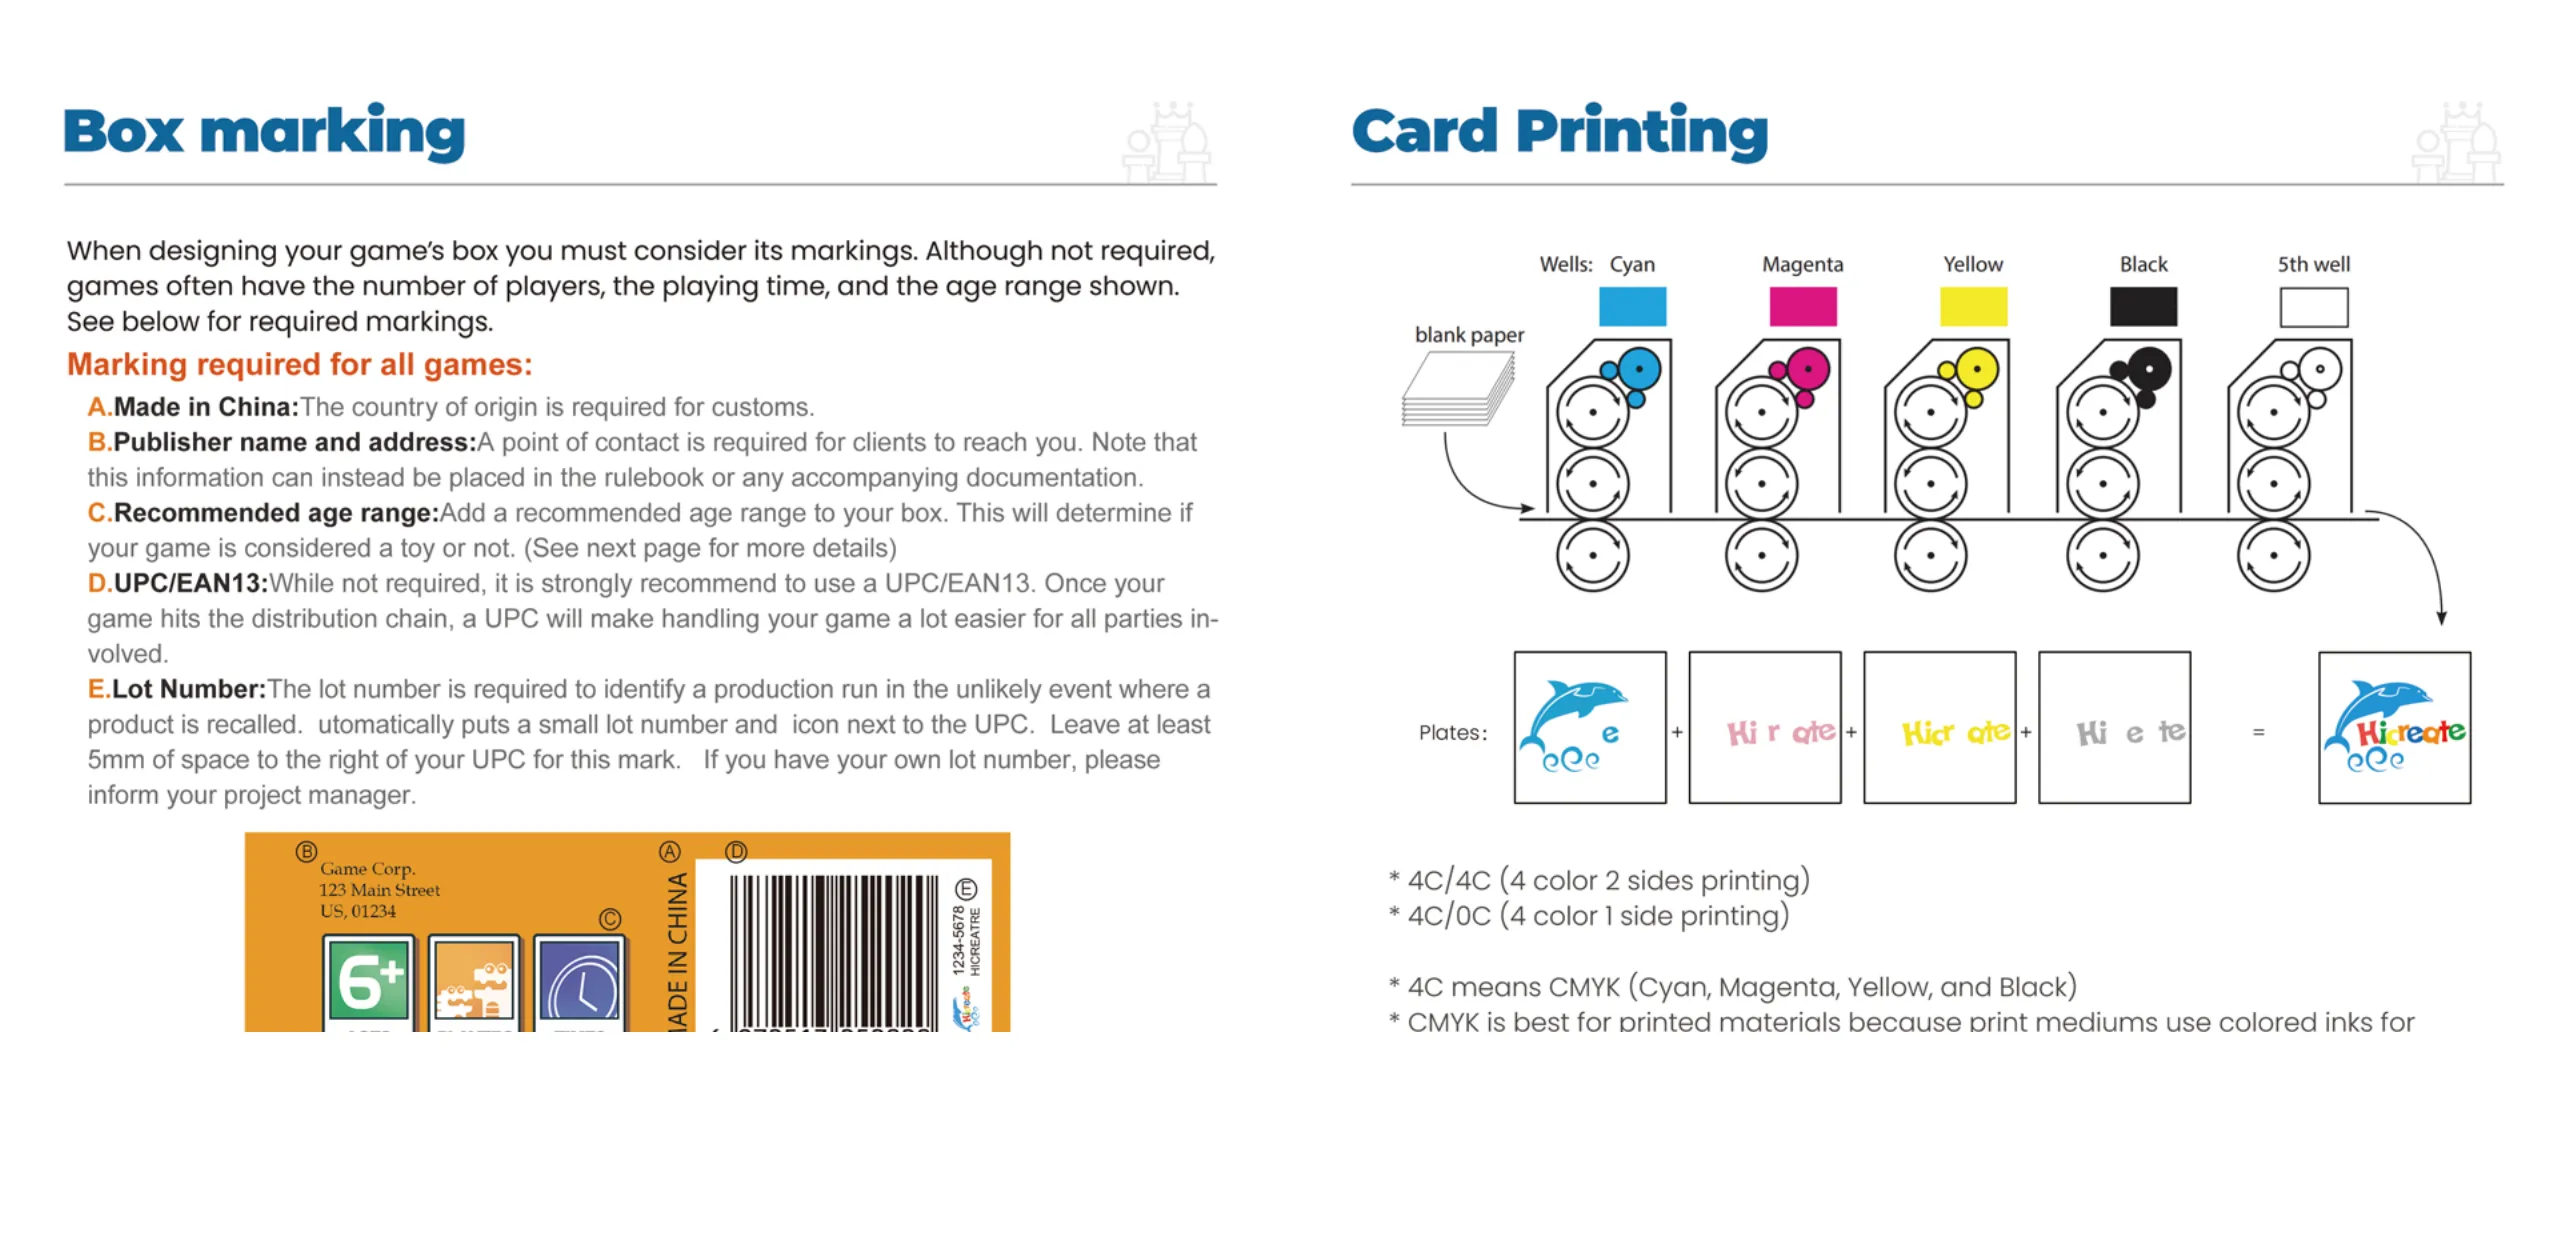 Box marking
When designing your game's box you must consider its markings. Although not required,
games often have the number of players, the playing time, and the age range shown.
See below for required markings.
Marking required for all games:
A.Made in China:The country of origin is required for customs.
B.Publisher name and address:A point of contact is required for clients to reach you. Note that
this information can instead be placed in the rulebook or any accompanying documentation.
C.Recommended age range:Add a recommended age range to your box. This will determine if
your game is considered a toy or not. (See next page for more details)
D.UPC/EAN13:While not required, it is strongly recommend to use a UPC/EAN13. Once your
game hits the distribution chain, a UPC will make handling your game a lot easier for all parties in-
volved.
E.Lot Number:The lot number is required to identify a production run in the unlikely event where a
product is recalled. utomatically puts a small lot number and icon next to the UPC. Leave at least
5mm of space to the right of your UPC for this mark. If you have your own lot number, please
inform your project manager.
B
Game Corp.
123 Main Street
US, 01234
C
6+
A
MADE IN CHINA
D
E
1234-5678
HICREATRE
Hicreate
Card Printing
Wells: Cyan Magenta Yellow Black 5th well
blank paper
Plates: e + Hi r ate + Hicr ate + Hi e te = Hicreate
* 4C/4C (4 color 2 sides printing)
* 4C/0C (4 color 1 side printing)
* 4C means CMYK (Cyan, Magenta, Yellow, and Black)
* CMYK is best for printed materials because print mediums use colored inks for